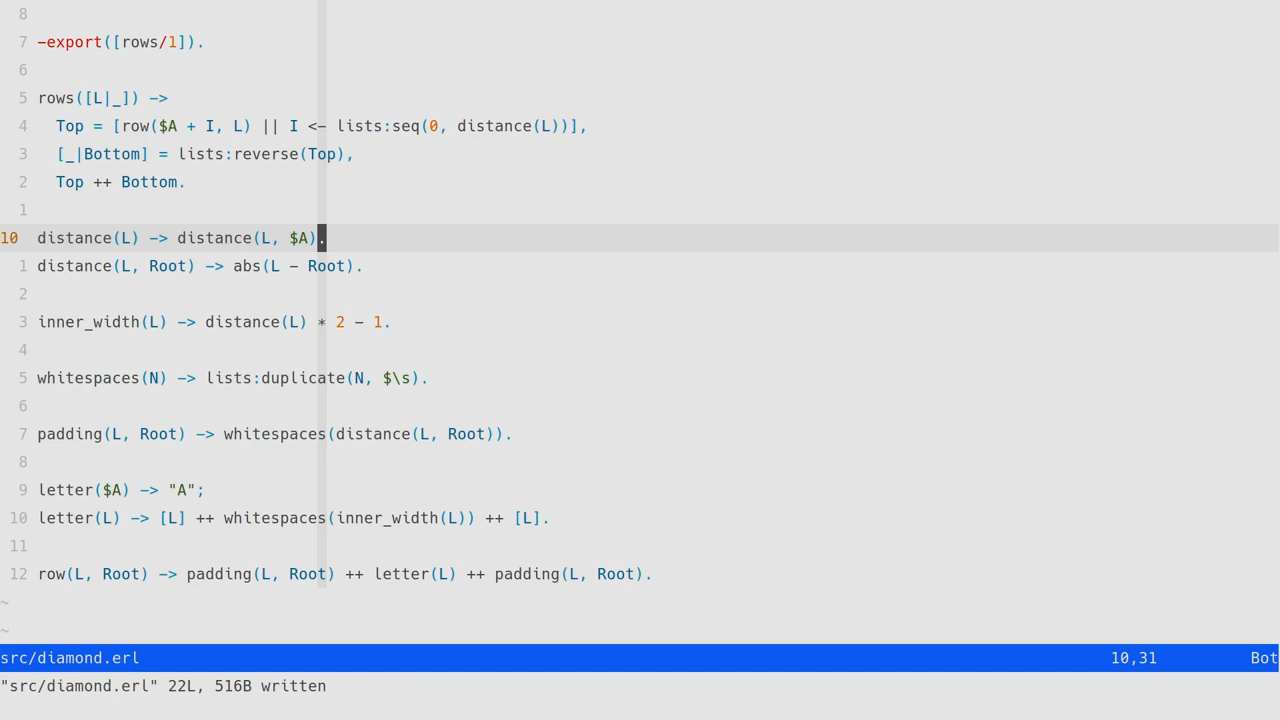 8
7 -export([rows/1]).
6
5 rows([L|_]) ->
4   Top = [row($A + I, L) || I <- lists:seq(0, distance(L))],
3   [_|Bottom] = lists:reverse(Top),
2   Top ++ Bottom.
1
10 distance(L) -> distance(L, $A).
1 distance(L, Root) -> abs(L - Root).
2
3 inner_width(L) -> distance(L) * 2 - 1.
4
5 whitespaces(N) -> lists:duplicate(N, $\s).
6
7 padding(L, Root) -> whitespaces(distance(L, Root)).
8
9 letter($A) -> "A";
10 letter(L) -> [L] ++ whitespaces(inner_width(L)) ++ [L].
11
12 row(L, Root) -> padding(L, Root) ++ letter(L) ++ padding(L, Root).
~
~
src/diamond.erl 10,31 Bot
"src/diamond.erl" 22L, 516B written